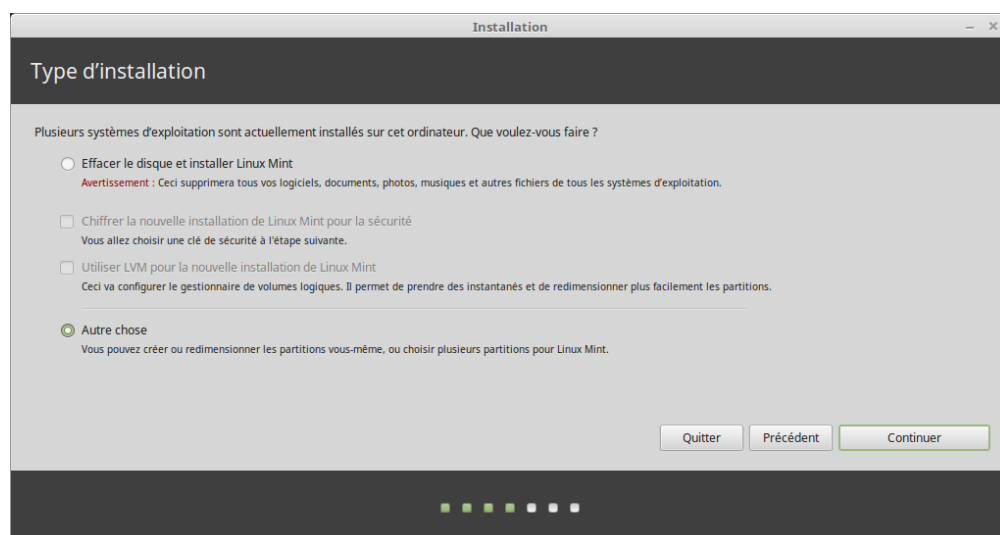 Installation
Type d’installation
Plusieurs systèmes d’exploitation sont actuellement installés sur cet ordinateur. Que voulez-vous faire ?
Effacer le disque et installer Linux Mint
Avertissement : Ceci supprimera tous vos logiciels, documents, photos, musiques et autres fichiers de tous les systèmes d’exploitation.
Chiffrer la nouvelle installation de Linux Mint pour la sécurité
Vous allez choisir une clé de sécurité à l'étape suivante.
Utiliser LVM pour la nouvelle installation de Linux Mint
Ceci va configurer le gestionnaire de volumes logiques. Il permet de prendre des instantanés et de redimensionner plus facilement les partitions.
Autre chose
Vous pouvez créer ou redimensionner les partitions vous-même, ou choisir plusieurs partitions pour Linux Mint.
Quitter Précédent Continuer